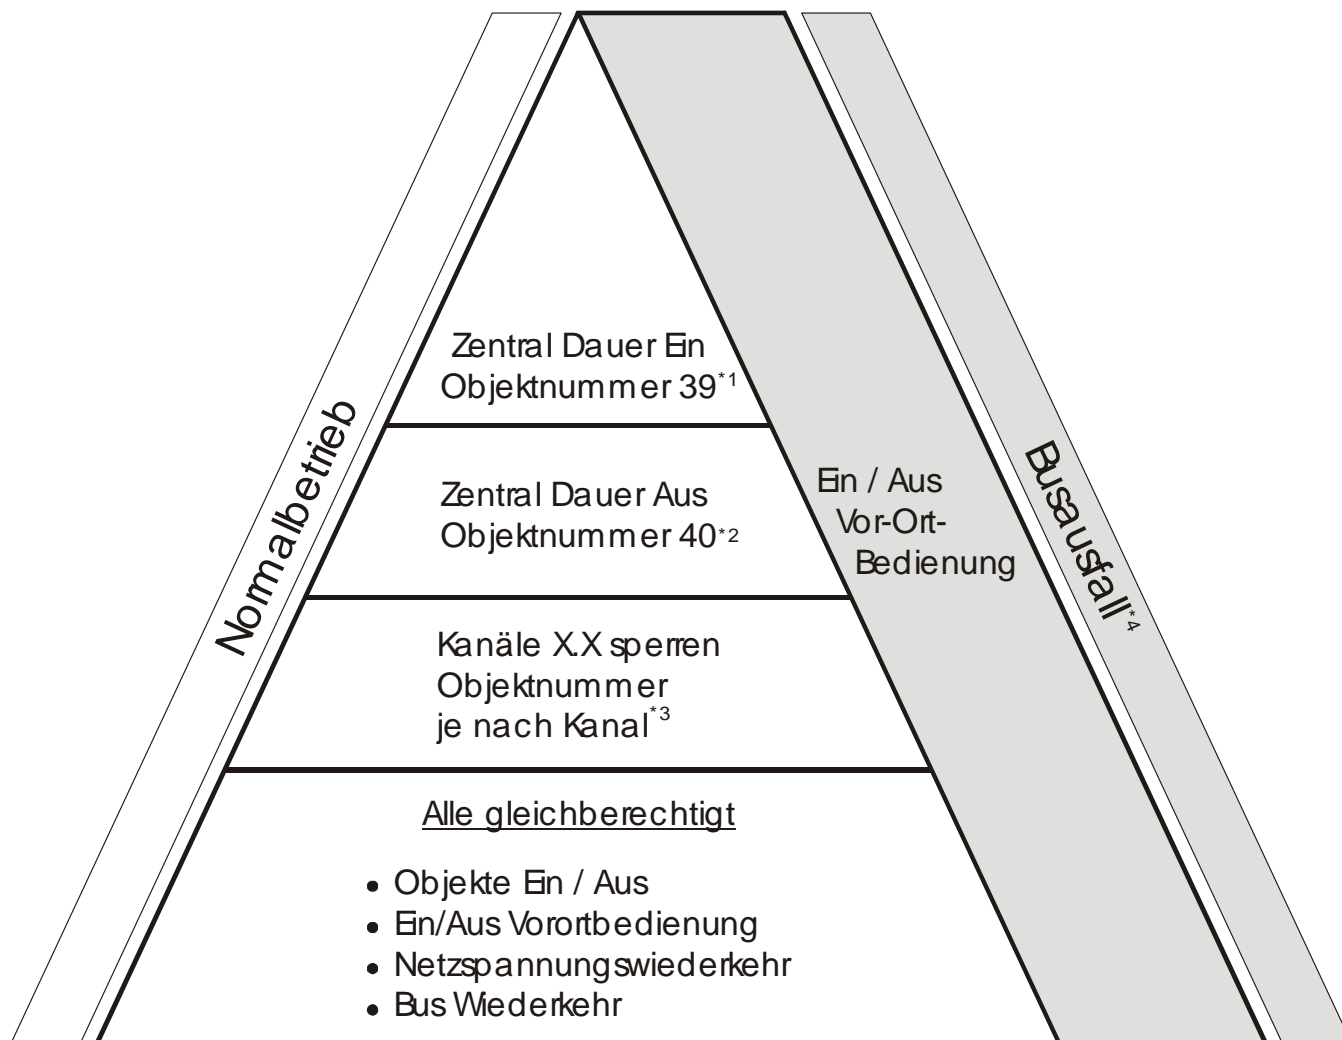 Zentral Dauer Ein
Objektnummer 39*1
Zentral Dauer Aus
Objektnummer 40*2
Kanäle X.X sperren
Objektnummer
je nach Kanal*3
Alle gleichberechtigt
• Objekte Ein / Aus
• Ein/Aus Vorortbedienung
• Netzspannungswiederkehr
• Bus Wiederkehr
Normalbetrieb
Ein / Aus
Vor-Ort-
Bedienung
Busausfall*4